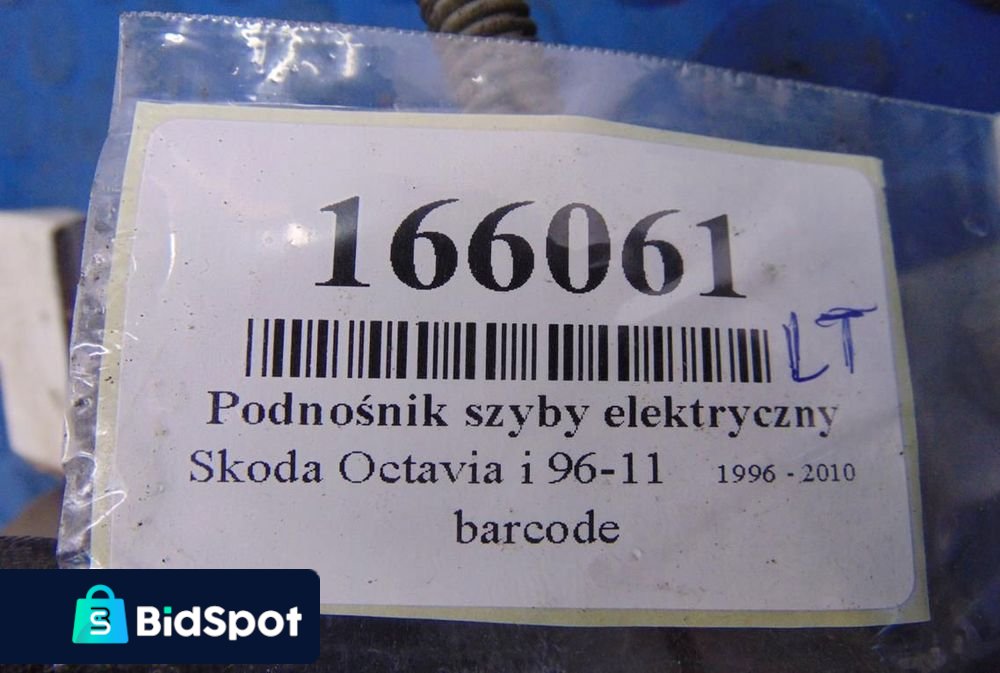 166061
LT
Podnośnik szyby elektryczny
Skoda Octavia i 96-11 1996 - 2010
barcode
BidSpot